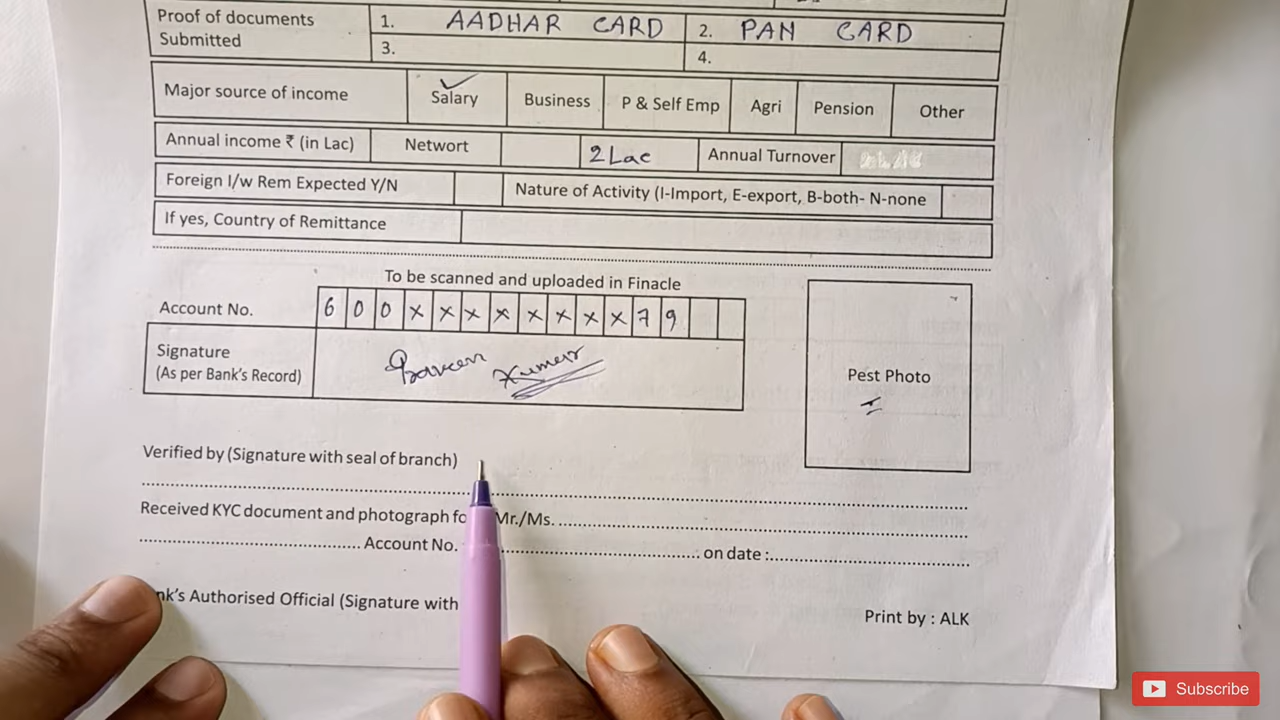 Proof of documents Submitted 1. AADHAR CARD 2. PAN CARD
3. 4.
Major source of income Salary Business P & Self Emp Agri Pension Other
Annual income ₹ (in Lac) Networt 2 Lac Annual Turnover
Foreign I/w Rem Expected Y/N Nature of Activity (I-Import, E-export, B-both- N-none
If yes, Country of Remittance
To be scanned and uploaded in Finacle
Account No. 6 0 0 x x x x x x x x 7 9
Signature
(As per Bank's Record)
Kumar
Pest Photo
Verified by (Signature with seal of branch)
Received KYC document and photograph Mr./Ms.
Account No. on date :
Bank's Authorised Official (Signature with
Print by : ALK
Subscribe